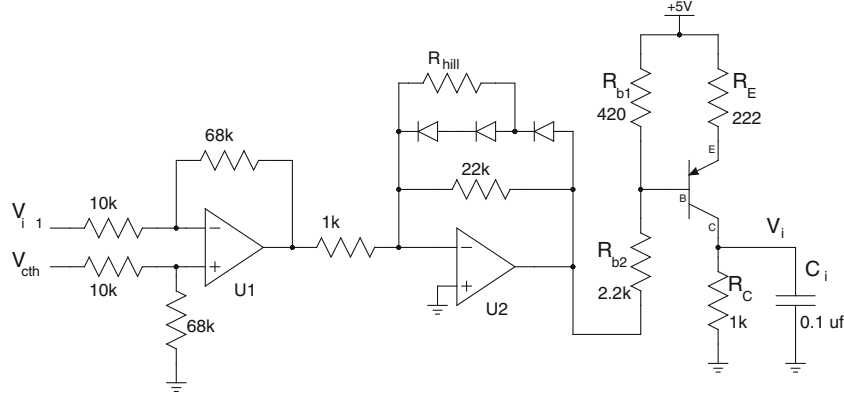 +5V
R hill
R b1
420
R E
222
68k
22k
E
B
C
10k
V i 1
1k
V i
V cth
10k
U1
U2
R b2
2.2k
R C
1k
C i
0.1 uf
68k